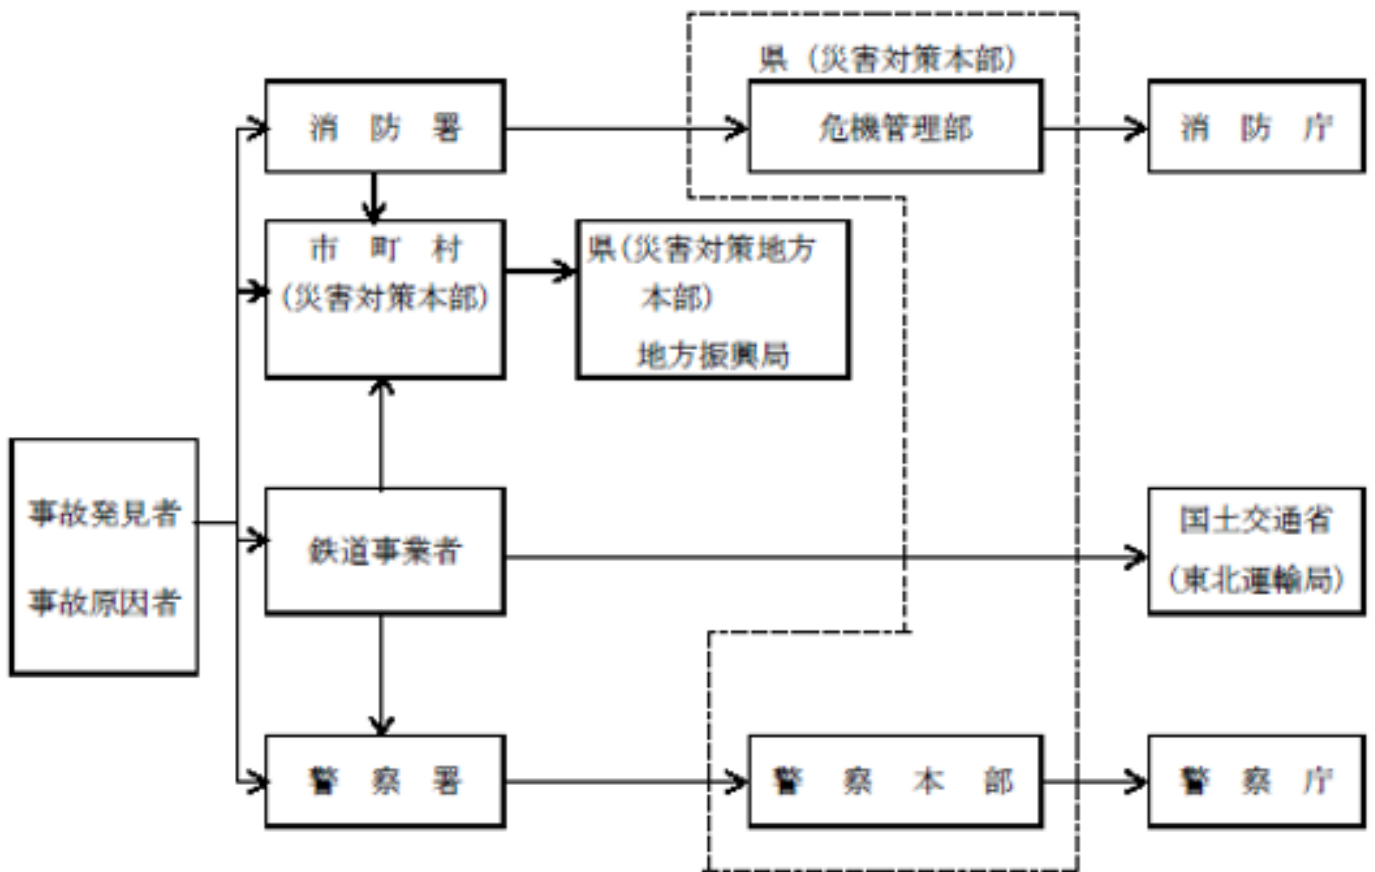 県（災害対策本部）
消 防 署
危機管理部
消 防 庁
市 町 村
(災害対策本部)
県(災害対策地方
本部)
地方振興局
事故発見者
事故原因者
鉄道事業者
国土交通省
(東北運輸局)
警 察 署
警 察 本 部
警 察 庁